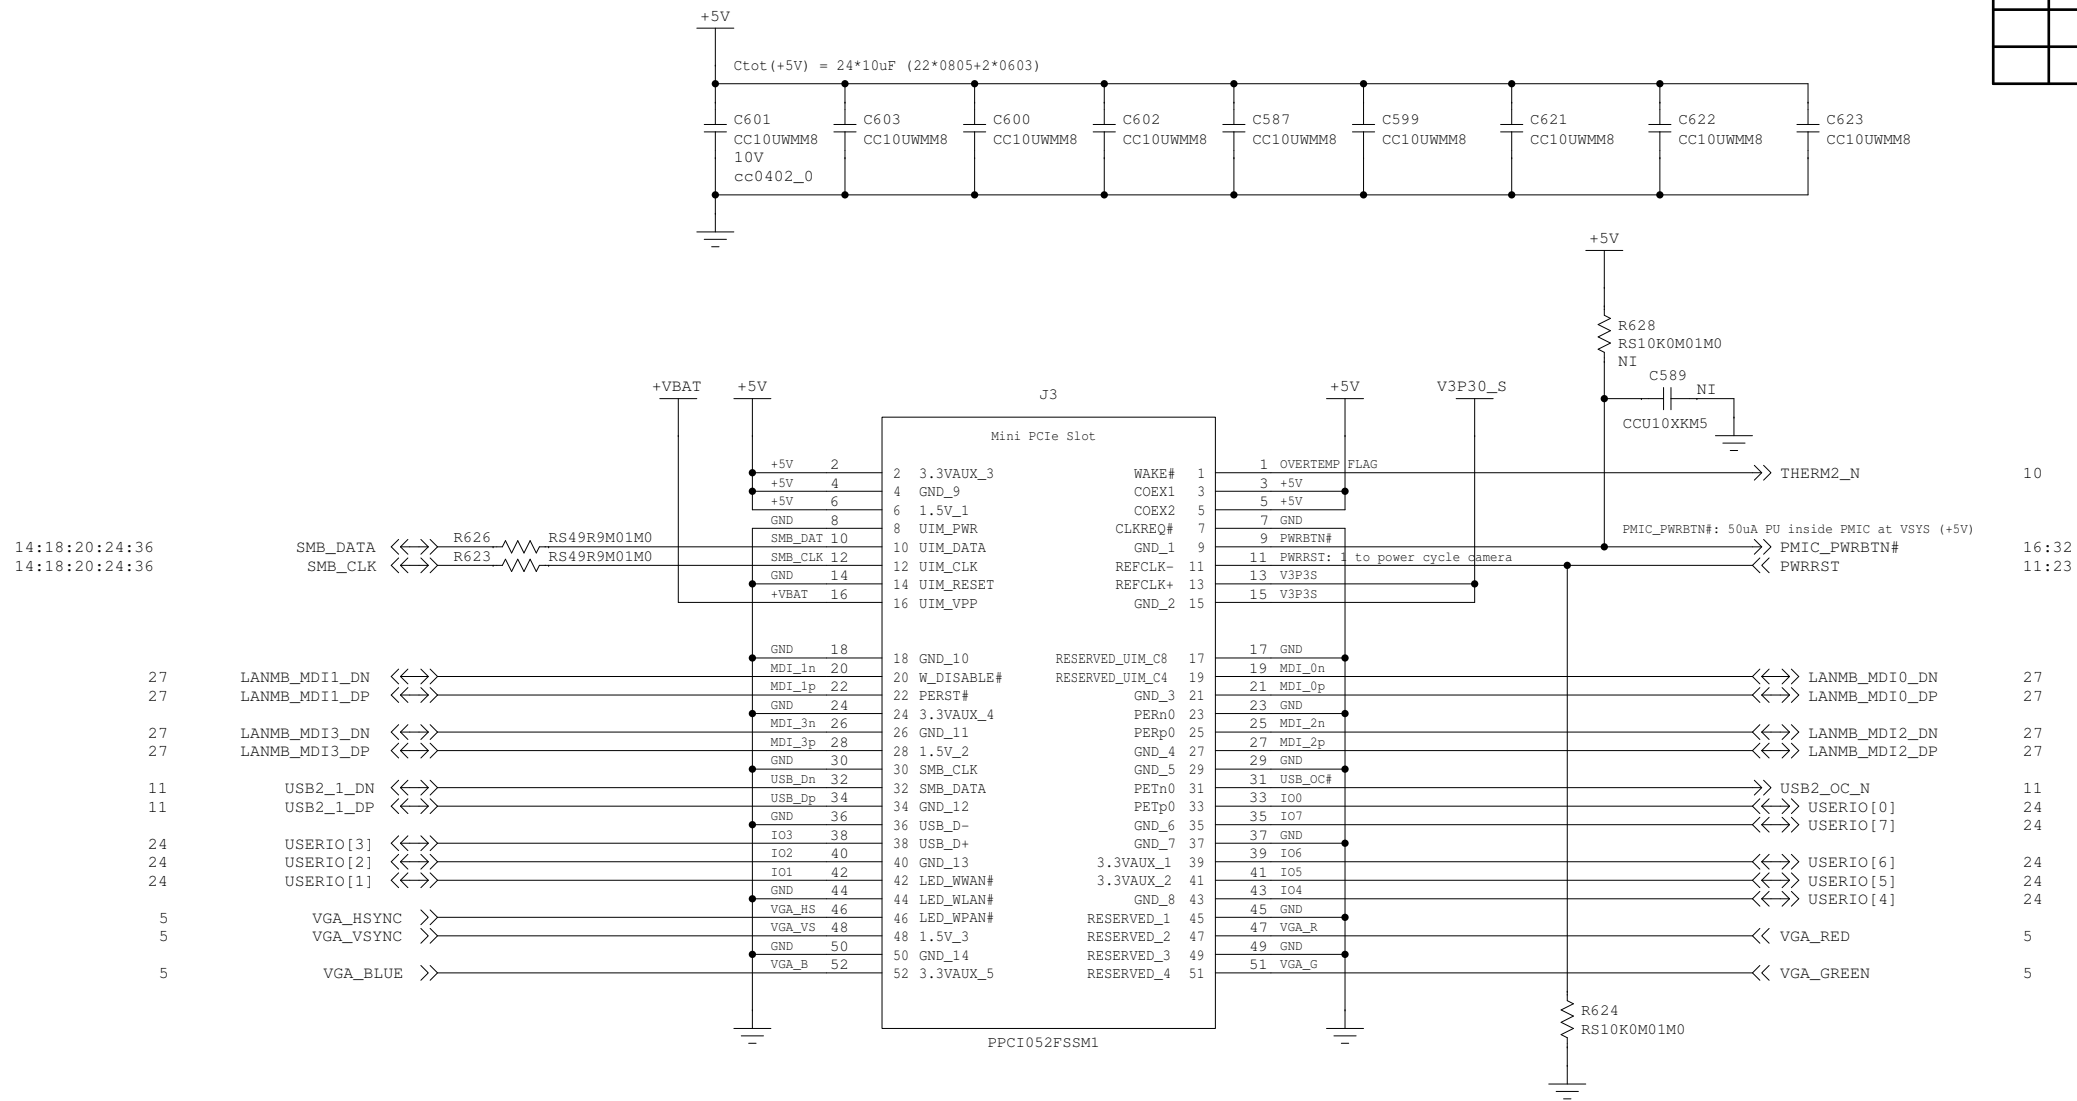 +5V
Ctot(+5V) = 24*10uF (22*0805+2*0603)
C601 C603 C600 C602 C587 C599 C621 C622 C623
CC10UWMM8 CC10UWMM8 CC10UWMM8 CC10UWMM8 CC10UWMM8 CC10UWMM8 CC10UWMM8 CC10UWMM8 CC10UWMM8
10V
cc0402_0
+5V
R628
RS10K0M01M0
NI
C589 NI
CCU10XKM5
+VBAT +5V J3 +5V V3P30_S
Mini PCIe Slot
+5V 2 2 3.3VAUX_3 WAKE# 1 1 OVERTEMP_FLAG THERM2_N 10
+5V 4 4 GND_9 COEX1 3 3 +5V
+5V 6 6 1.5V_1 COEX2 5 5 +5V
GND 8 8 UIM_PWR CLKREQ# 7 7 GND PMIC_PWRBTN#: 50uA PU inside PMIC at VSYS (+5V)
14:18:20:24:36 SMB_DATA R626 RS49R9M01M0 SMB_DAT 10 10 UIM_DATA GND_1 9 9 PWRBTN# PMIC_PWRBTN# 16:32
14:18:20:24:36 SMB_CLK R623 RS49R9M01M0 SMB_CLK 12 12 UIM_CLK REFCLK- 11 11 PWRRST: 1 to power cycle camera PWRRST 11:23
GND 14 14 UIM_RESET REFCLK+ 13 13 V3P3S
+VBAT 16 16 UIM_VPP GND_2 15 15 V3P3S
GND 18 18 GND_10 RESERVED_UIM_C8 17 17 GND
27 LANMB_MDI1_DN MDI_1n 20 20 W_DISABLE# RESERVED_UIM_C4 19 19 MDI_0n LANMB_MDI0_DN 27
27 LANMB_MDI1_DP MDI_1p 22 22 PERST# GND_3 21 21 MDI_0p LANMB_MDI0_DP 27
GND 24 24 3.3VAUX_4 PERn0 23 23 GND
27 LANMB_MDI3_DN MDI_3n 26 26 GND_11 PERp0 25 25 MDI_2n LANMB_MDI2_DN 27
27 LANMB_MDI3_DP MDI_3p 28 28 1.5V_2 GND_4 27 27 MDI_2p LANMB_MDI2_DP 27
GND 30 30 SMB_CLK GND_5 29 29 GND
11 USB2_1_DN USB_Dn 32 32 SMB_DATA PETn0 31 31 USB_OC# USB2_OC_N 11
11 USB2_1_DP USB_Dp 34 34 GND_12 PETp0 33 33 IO0 USERIO[0] 24
GND 36 36 USB_D- GND_6 35 35 IO7 USERIO[7] 24
24 USERIO[3] IO3 38 38 USB_D+ GND_7 37 37 GND
24 USERIO[2] IO2 40 40 GND_13 3.3VAUX_1 39 39 IO6 USERIO[6] 24
24 USERIO[1] IO1 42 42 LED_WWAN# 3.3VAUX_2 41 41 IO5 USERIO[5] 24
GND 44 44 LED_WLAN# GND_8 43 43 IO4 USERIO[4] 24
5 VGA_HSYNC VGA_HS 46 46 LED_WPAN# RESERVED_1 45 45 GND
5 VGA_VSYNC VGA_VS 48 48 1.5V_3 RESERVED_2 47 47 VGA_R VGA_RED 5
GND 50 50 GND_14 RESERVED_3 49 49 GND
5 VGA_BLUE VGA_B 52 52 3.3VAUX_5 RESERVED_4 51 51 VGA_G VGA_GREEN 5
R624
RS10K0M01M0
PPCI052FSSM1